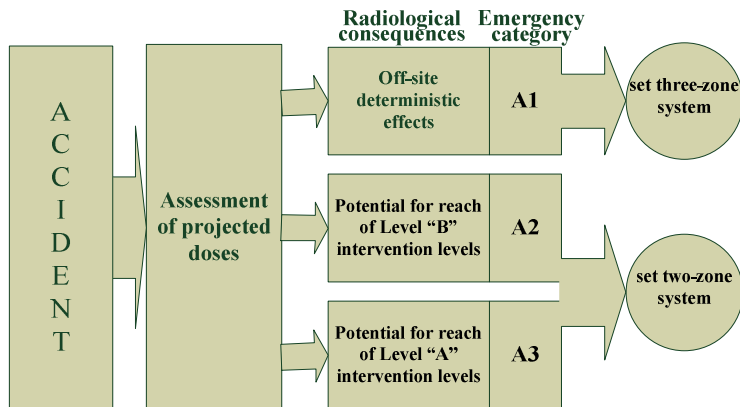 Radiological
consequences
Emergency
category
ACCIDENT
Assessment
of projected
doses
Off-site
deterministic
effects
A1
set three-zone
system
Potential for reach
of Level “B”
intervention levels
A2
set two-zone
system
Potential for reach
of Level “A”
intervention levels
A3